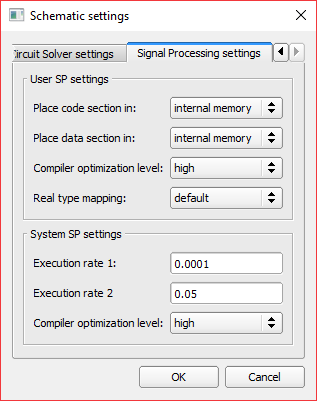 Schematic settings
Circuit Solver settings Signal Processing settings
User SP settings
Place code section in: internal memory
Place data section in: internal memory
Compiler optimization level: high
Real type mapping: default
System SP settings
Execution rate 1: 0.0001
Execution rate 2 0.05
Compiler optimization level: high
OK Cancel